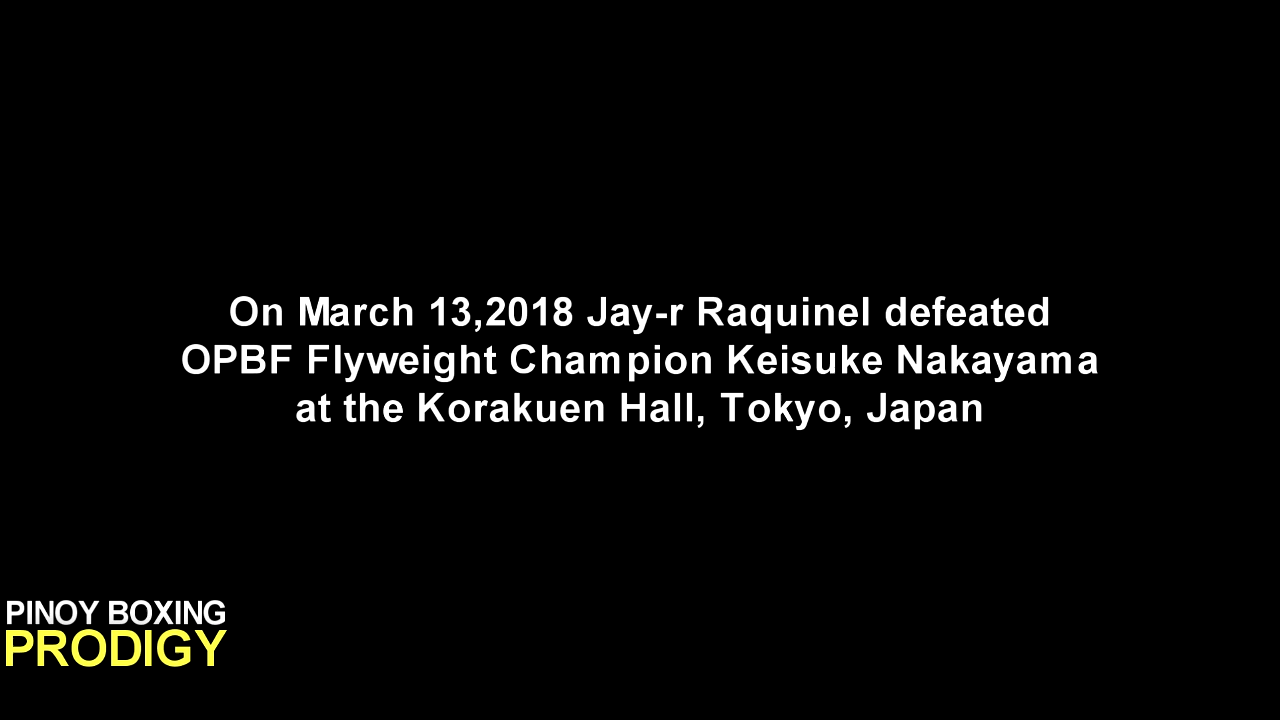 On March 13,2018 Jay-r Raquinel defeated
OPBF Flyweight Champion Keisuke Nakayama
at the Korakuen Hall, Tokyo, Japan
PINOY BOXING
PRODIGY